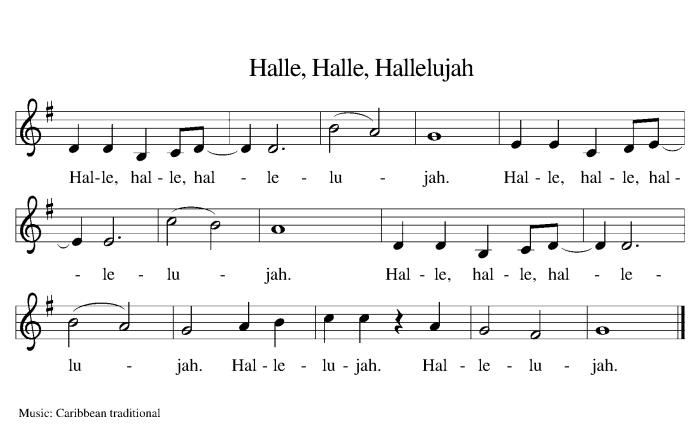 Halle, Halle, Hallelujah
Hal-le, hal - le, hal - le - lu - jah. Hal - le, hal - le, hal-
- le - lu - jah. Hal - le, hal - le, hal - le -
lu - jah. Hal - le - lu - jah. Hal - le - lu - jah.
Music: Caribbean traditional